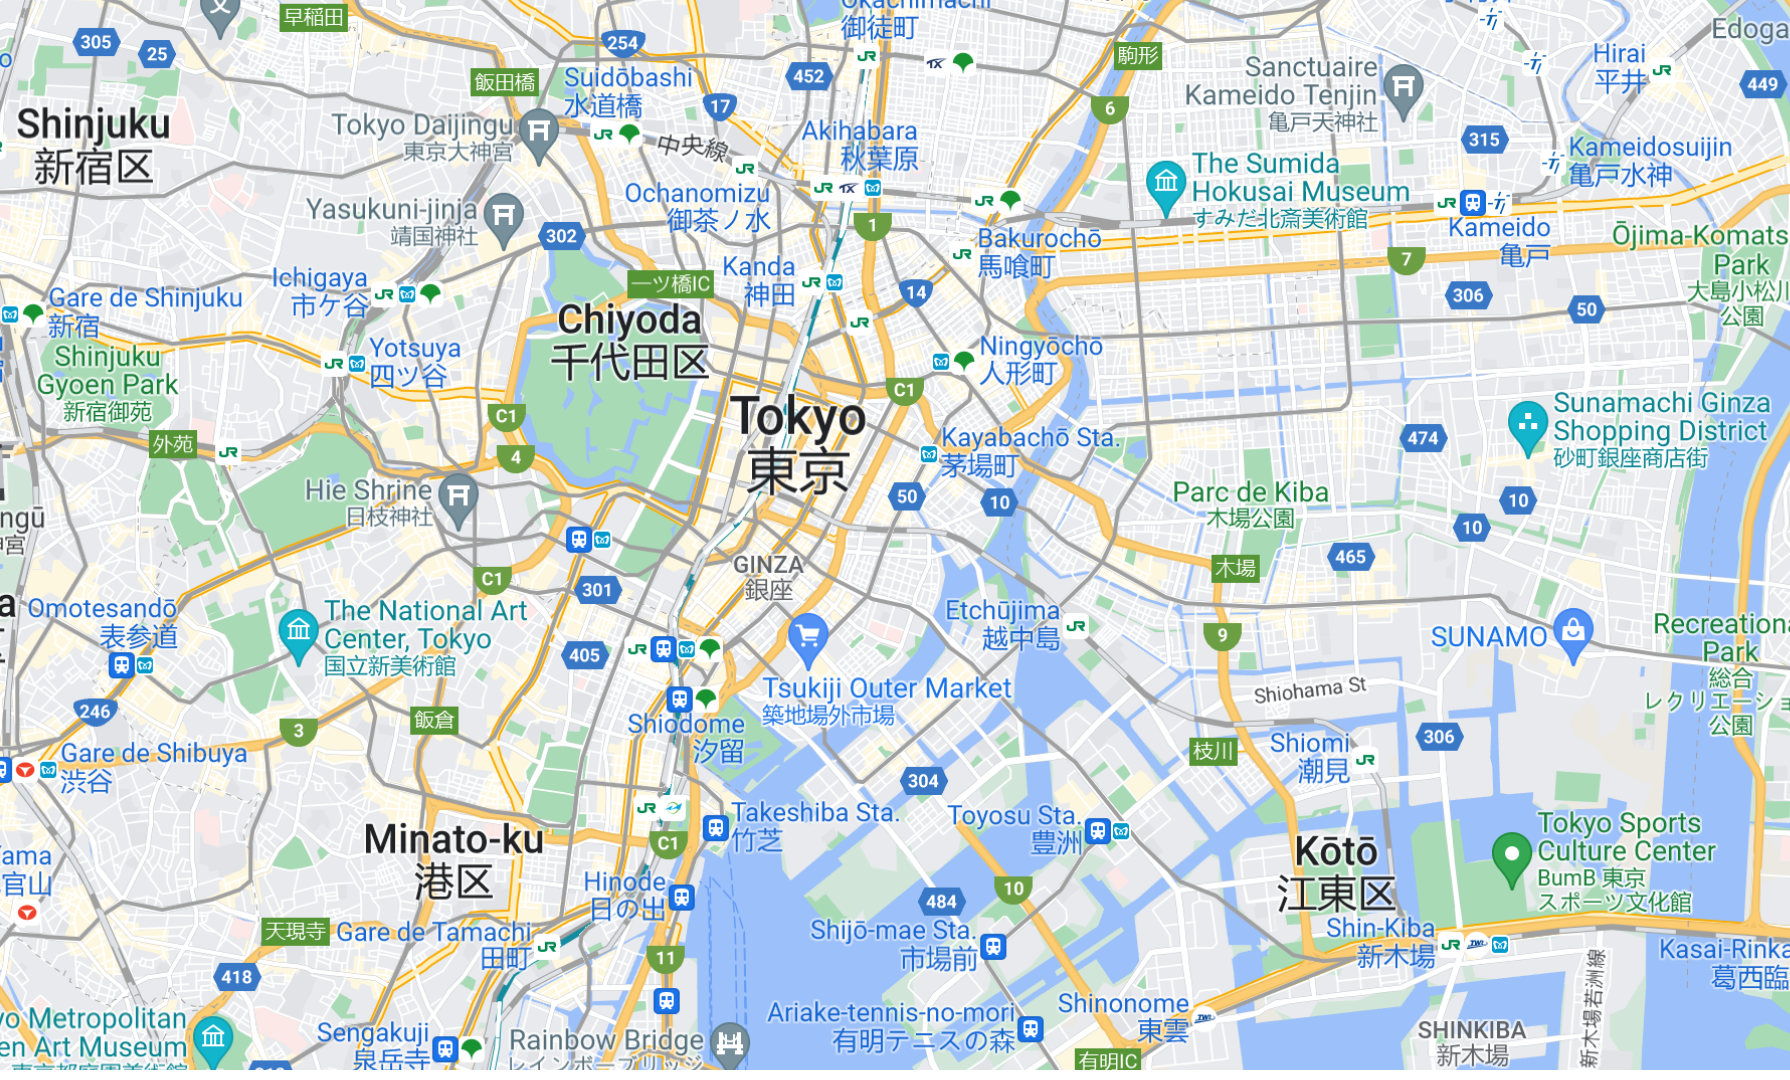 Okachimachi
御徒町
早稲田
305
25
254
452
17
飯田橋
Suidōbashi
水道橋
駒形
6
Sanctuaire
Kameido Tenjin
亀戸天神社
Hirai
平井
Edoga
449
315
Shinjuku
新宿区
Tokyo Daijingu
東京大神宮
中央線
Akihabara
秋葉原
Kameidosuijin
亀戸水神
The Sumida
Hokusai Museum
すみだ北斎美術館
Ochanomizu
御茶ノ水
Yasukuni-jinja
靖国神社
302
1
Bakurochō
馬喰町
Kameido
亀戸
7
Ōjima-Komats
Park
大島小松川
公園
Ichigaya
市ケ谷
Kanda
神田
一ツ橋IC
14
306
50
Gare de Shinjuku
新宿
Chiyoda
千代田区
Yotsuya
四ツ谷
Ningyōchō
人形町
Shinjuku
Gyoen Park
新宿御苑
C1
C1
Tokyo
東京
Sunamachi Ginza
Shopping District
砂町銀座商店街
外苑
4
Kayabachō Sta.
茅場町
474
Hie Shrine
日枝神社
50
10
Parc de Kiba
木場公園
10
10
ngū
神宮
465
GINZA
銀座
木場
C1
301
Omotesandō
表参道
The National Art
Center, Tokyo
国立新美術館
Etchūjima
越中島
9
SUNAMO
Recreationa
Park
総合
レクリエーショ
公園
405
Tsukiji Outer Market
築地場外市場
Shiohama St
246
3
飯倉
Shiodome
汐留
Gare de Shibuya
渋谷
枝川
Shiomi
潮見
306
304
Takeshiba Sta.
竹芝
Toyosu Sta.
豊洲
Tokyo Sports
Culture Center
BumB 東京
スポーツ文化館
Minato-ku
港区
C1
Kōtō
江東区
官山
Hinode
日の出
10
484
天現寺
Gare de Tamachi
田町
Shijō-mae Sta.
市場前
Shin-Kiba
新木場
Kasai-Rinka
葛西臨
11
418
新木場若洲線
Ariake-tennis-no-mori
有明テニスの森
Shinonome
東雲
yo Metropolitan
en Art Museum
Sengakuji
泉岳寺
Rainbow Bridge
レインボーブリッジ
有明IC
SHINKIBA
新木場